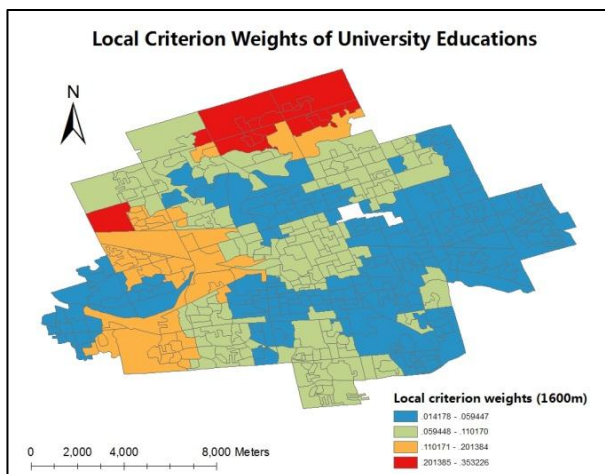 Local Criterion Weights of University Educations
N
Local criterion weights (1600m)
.014178 - .059447
.059448 - .110170
.110171 - .201384
.201385 - .353226
0 2,000 4,000 8,000 Meters